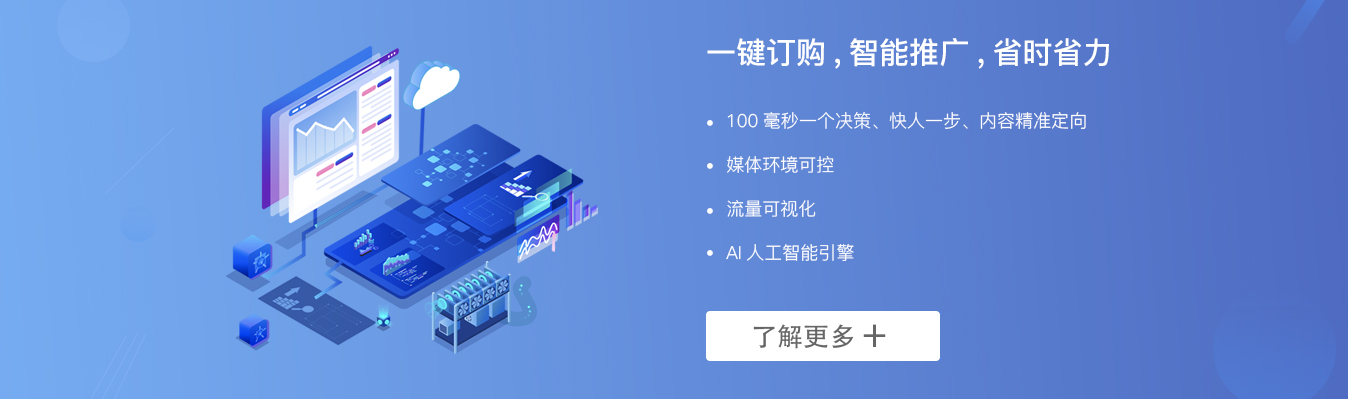 一键订购 , 智能推广 , 省时省力
• 100 毫秒一个决策、快人一步、内容精准定向
• 媒体环境可控
• 流量可视化
• AI 人工智能引擎
了解更多 +